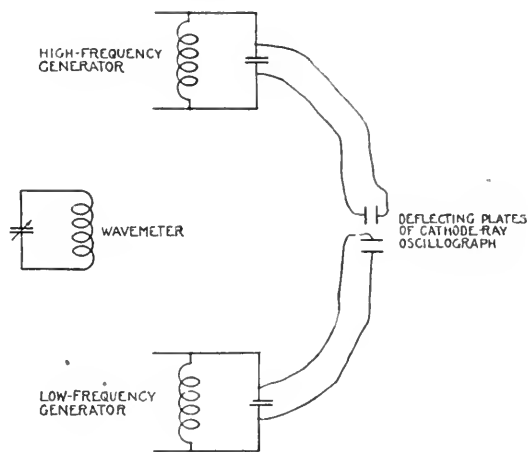 HIGH-FREQUENCY
GENERATOR
WAVEMETER
DEFLECTING PLATES
OF CATHODE-RAY
OSCILLOGRAPH
LOW-FREQUENCY
GENERATOR